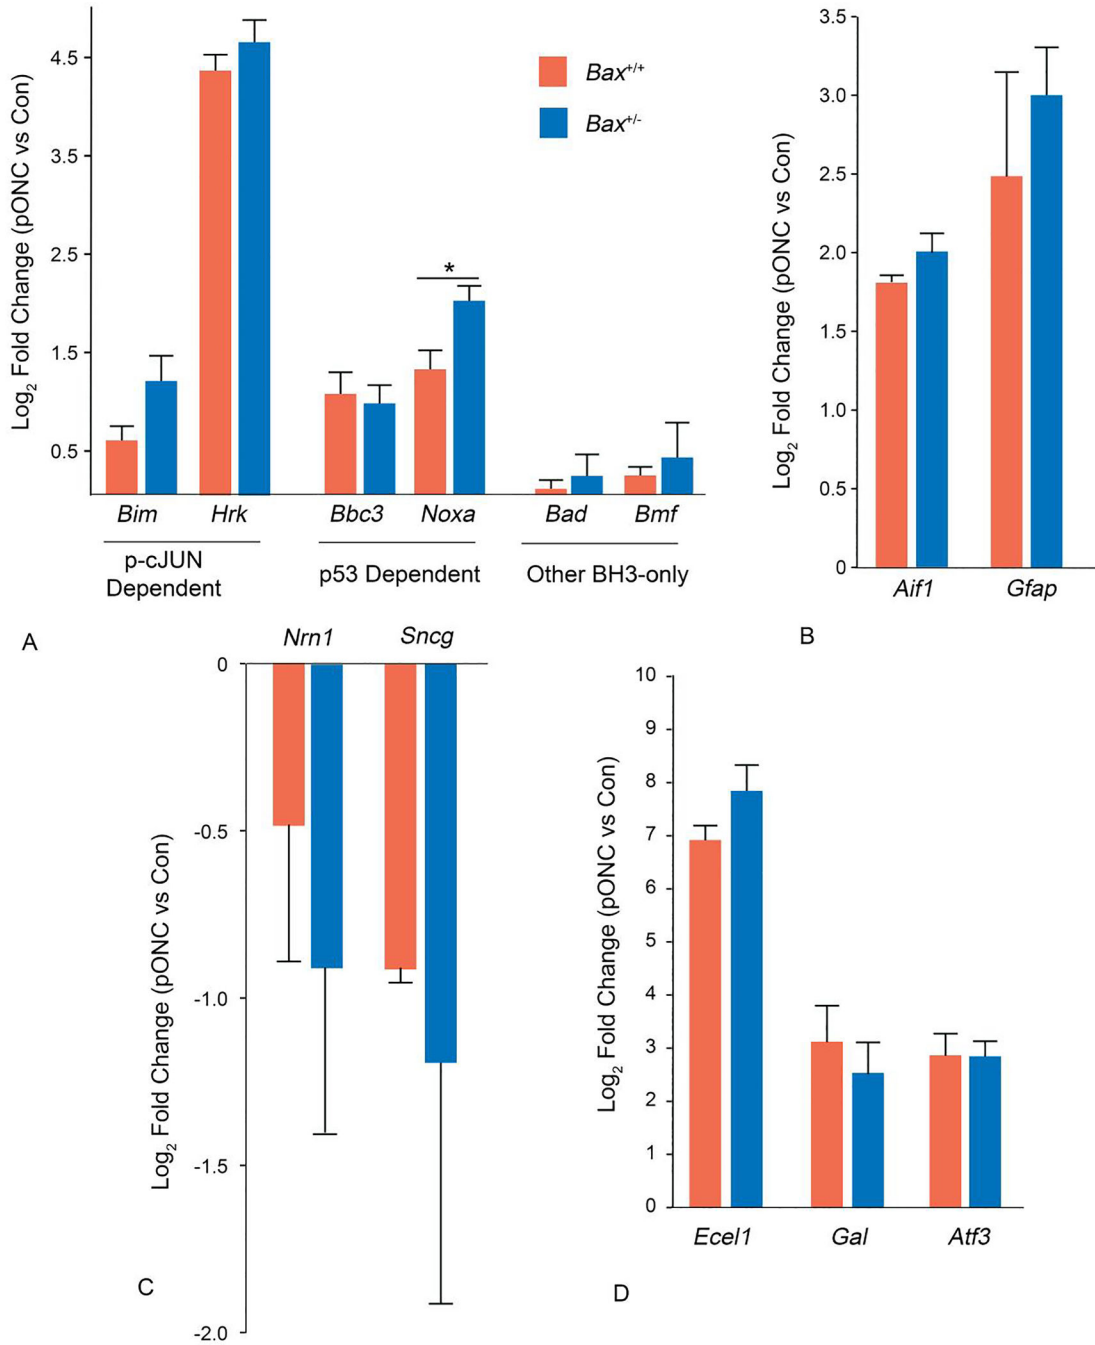 Log2 Fold Change (pONC vs Con)
4.5
3.5
2.5
1.5
0.5
Bax+/+
Bax+/-
*
Bim Hrk Bbc3 Noxa Bad Bmf
p-cJUN
Dependent
p53 Dependent
Other BH3-only
A
Log2 Fold Change (pONC vs Con)
3.5
3.0
2.5
2.0
1.5
1.0
0.5
0
Aif1 Gfap
B
Nrn1 Sncg
Log2 Fold Change (pONC vs Con)
0
-0.5
-1.0
-1.5
-2.0
C
Log2 Fold Change (pONC vs Con)
10
9
8
7
6
5
4
3
2
1
0
Ecel1 Gal Atf3
D